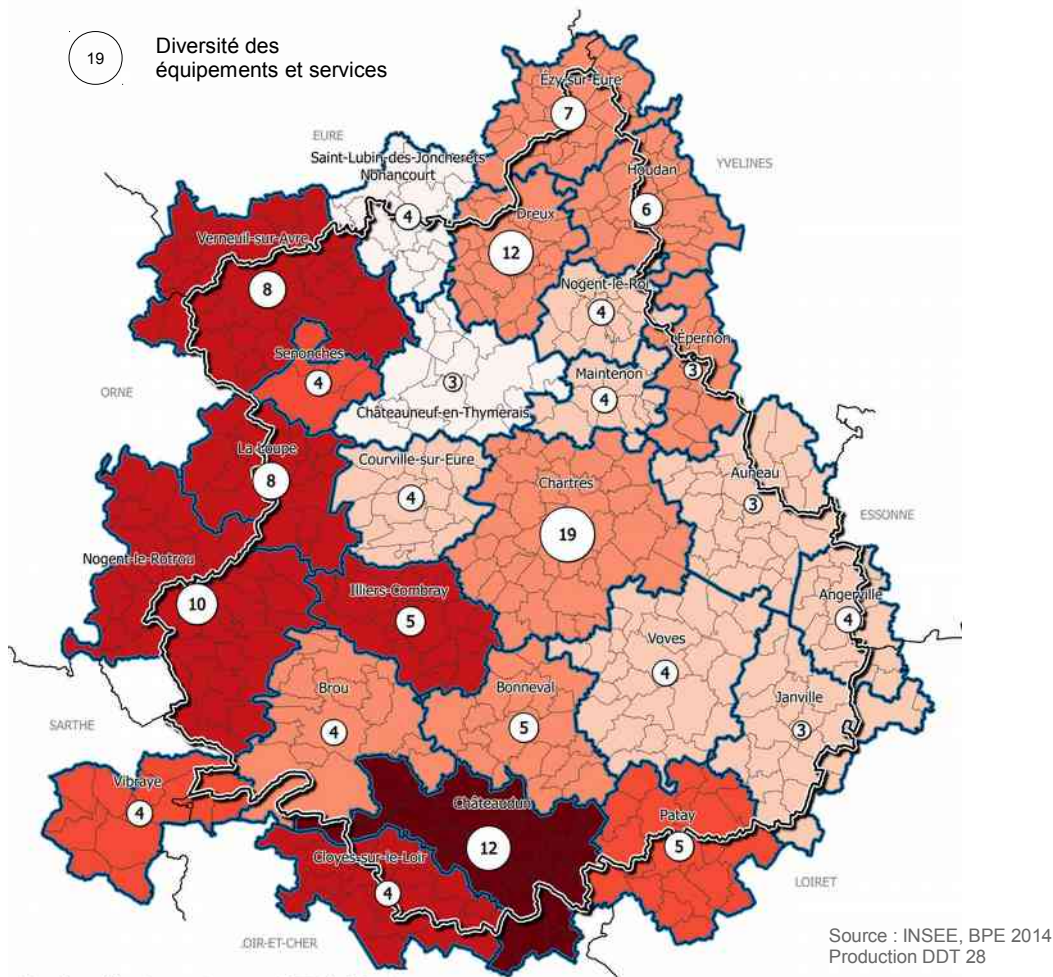 19
Diversité des
équipements et services
Ézy-sur-Eure
7
EURE
Saint-Lubin-des-Joncherets
Nonancourt
4
YVELINES
Houdan
6
Dreux
12
Verneuil-sur-Avre
8
Nogent-le-Roi
4
Épernon
3
Senonches
4
Maintenon
4
3
Châteauneuf-en-Thymerais
ORNE
La Loupe
8
Courville-sur-Eure
4
Chartres
19
Auneau
3
ESSONNE
Nogent-le-Rotrou
10
Illiers-Combray
5
Angerville
4
Voves
4
Brou
4
Bonneval
5
Janville
3
SARTHE
Vibraye
4
Châteaudun
12
Patay
5
Cloyes-sur-le-Loir
4
LOIRET
OIR-ET-CHER
Source : INSEE, BPE 2014
Production DDT 28